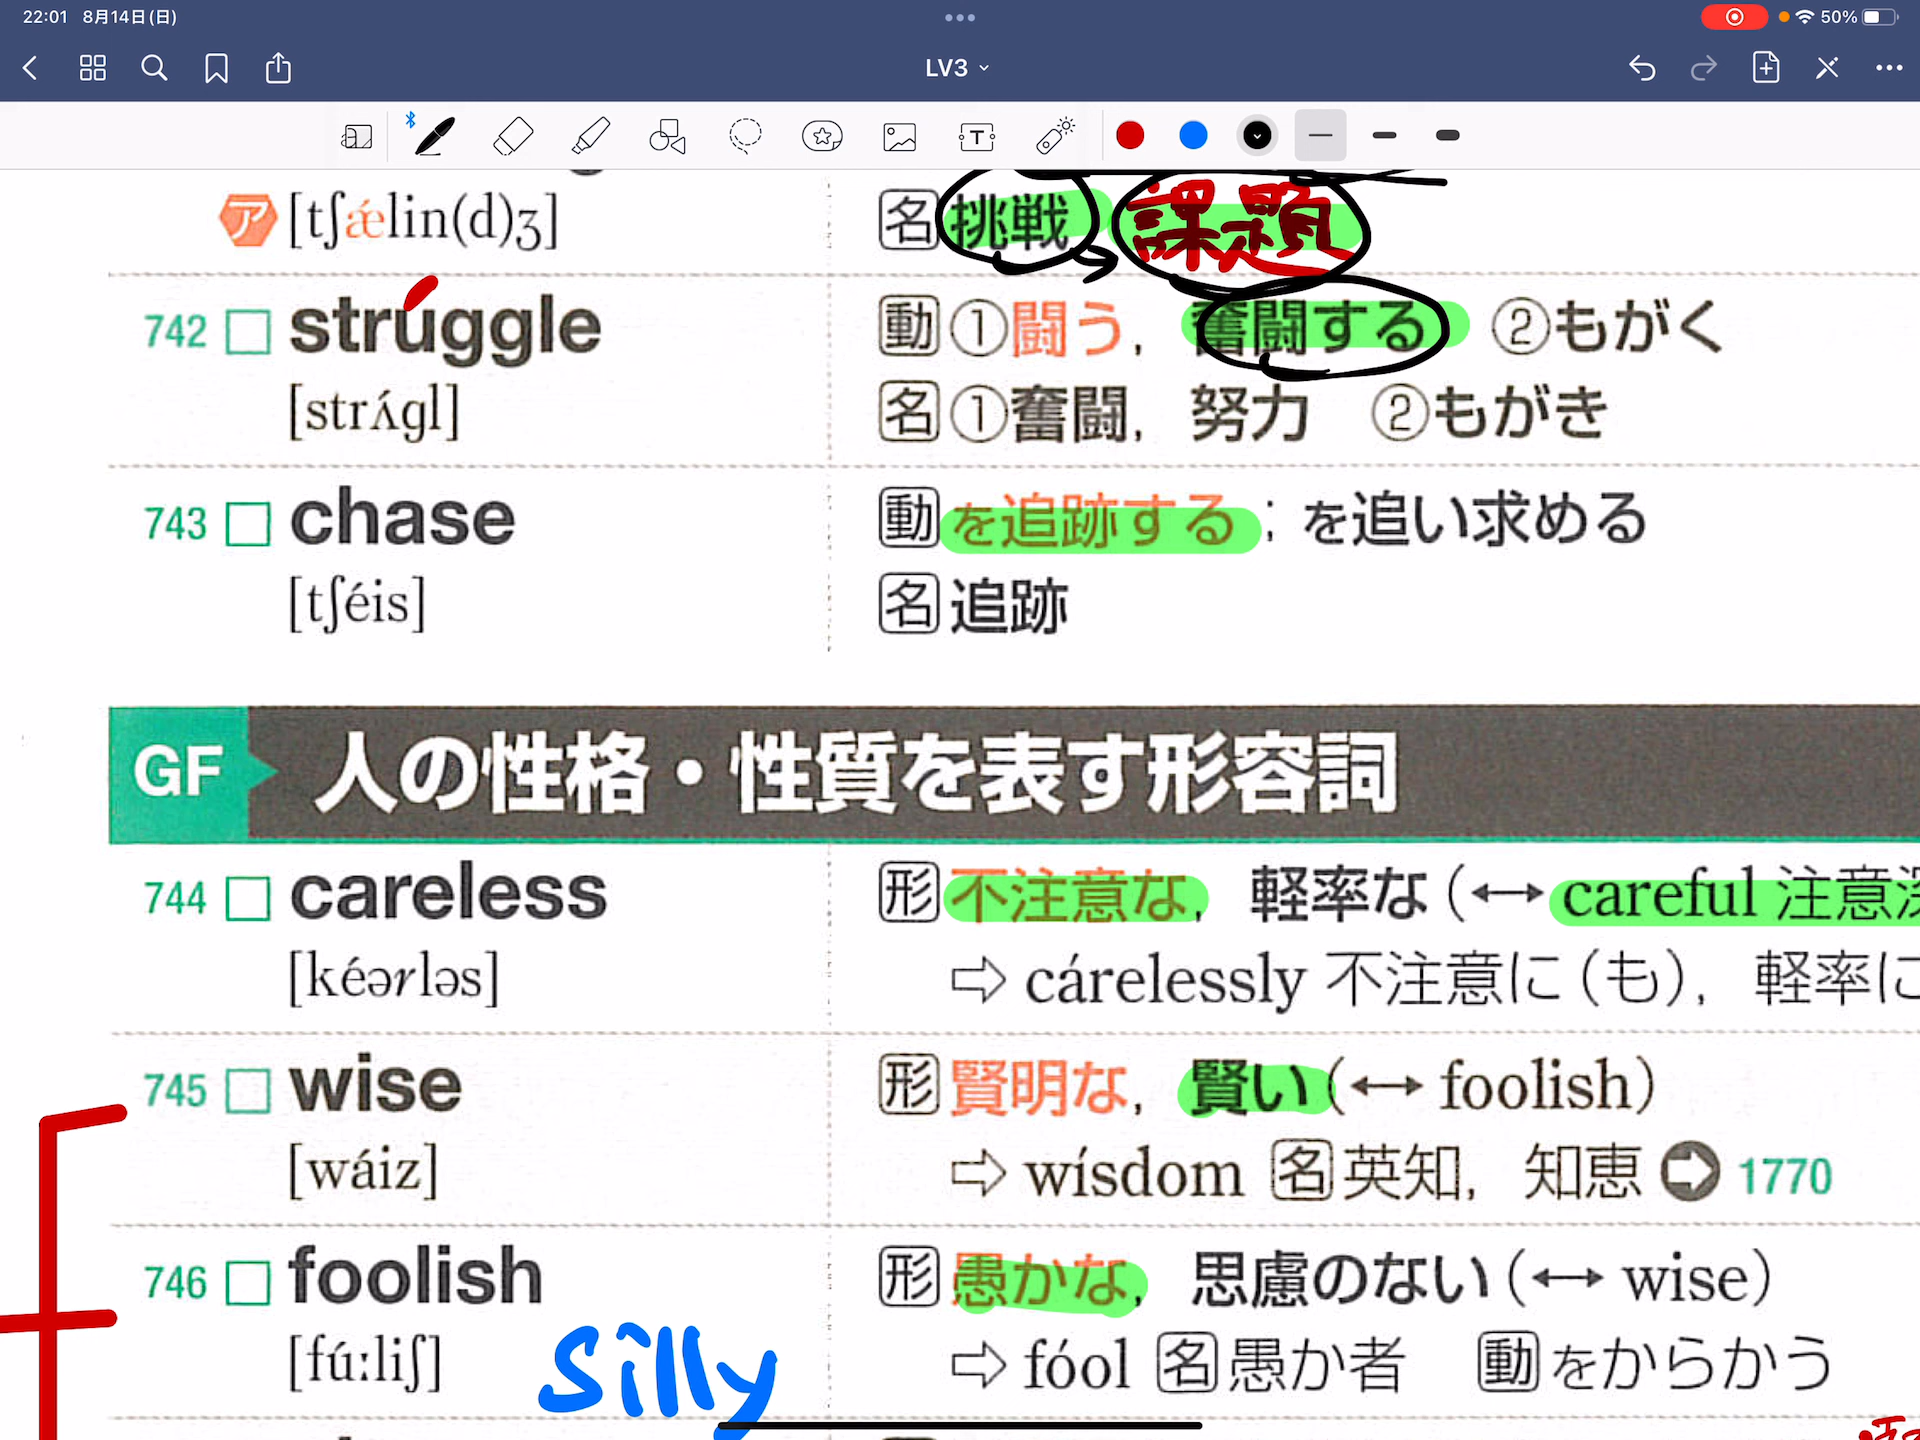 22:01 8月14日(日)
50%
LV3
ア [tʃǽlin(d)ʒ] 名 挑戦 課題
742 struggle 動 ①闘う, 奮闘する ②もがく
[strʌ́gl] 名 ①奮闘, 努力 ②もがき
743 chase 動 を追跡する; を追い求める
[tʃéis] 名 追跡
GF 人の性格・性質を表す形容詞
744 careless 形 不注意な, 軽率な (↔ careful 注意深
[kéərləs] ⇨ cárelessly 不注意に(も), 軽率に
745 wise 形 賢明な, 賢い (↔ foolish)
[wáiz] ⇨ wísdom 名 英知, 知恵 ➲ 1770
746 foolish 形 愚かな, 思慮のない (↔ wise)
[fúːliʃ] ⇨ fóol 名 愚か者 動 をからかう
silly